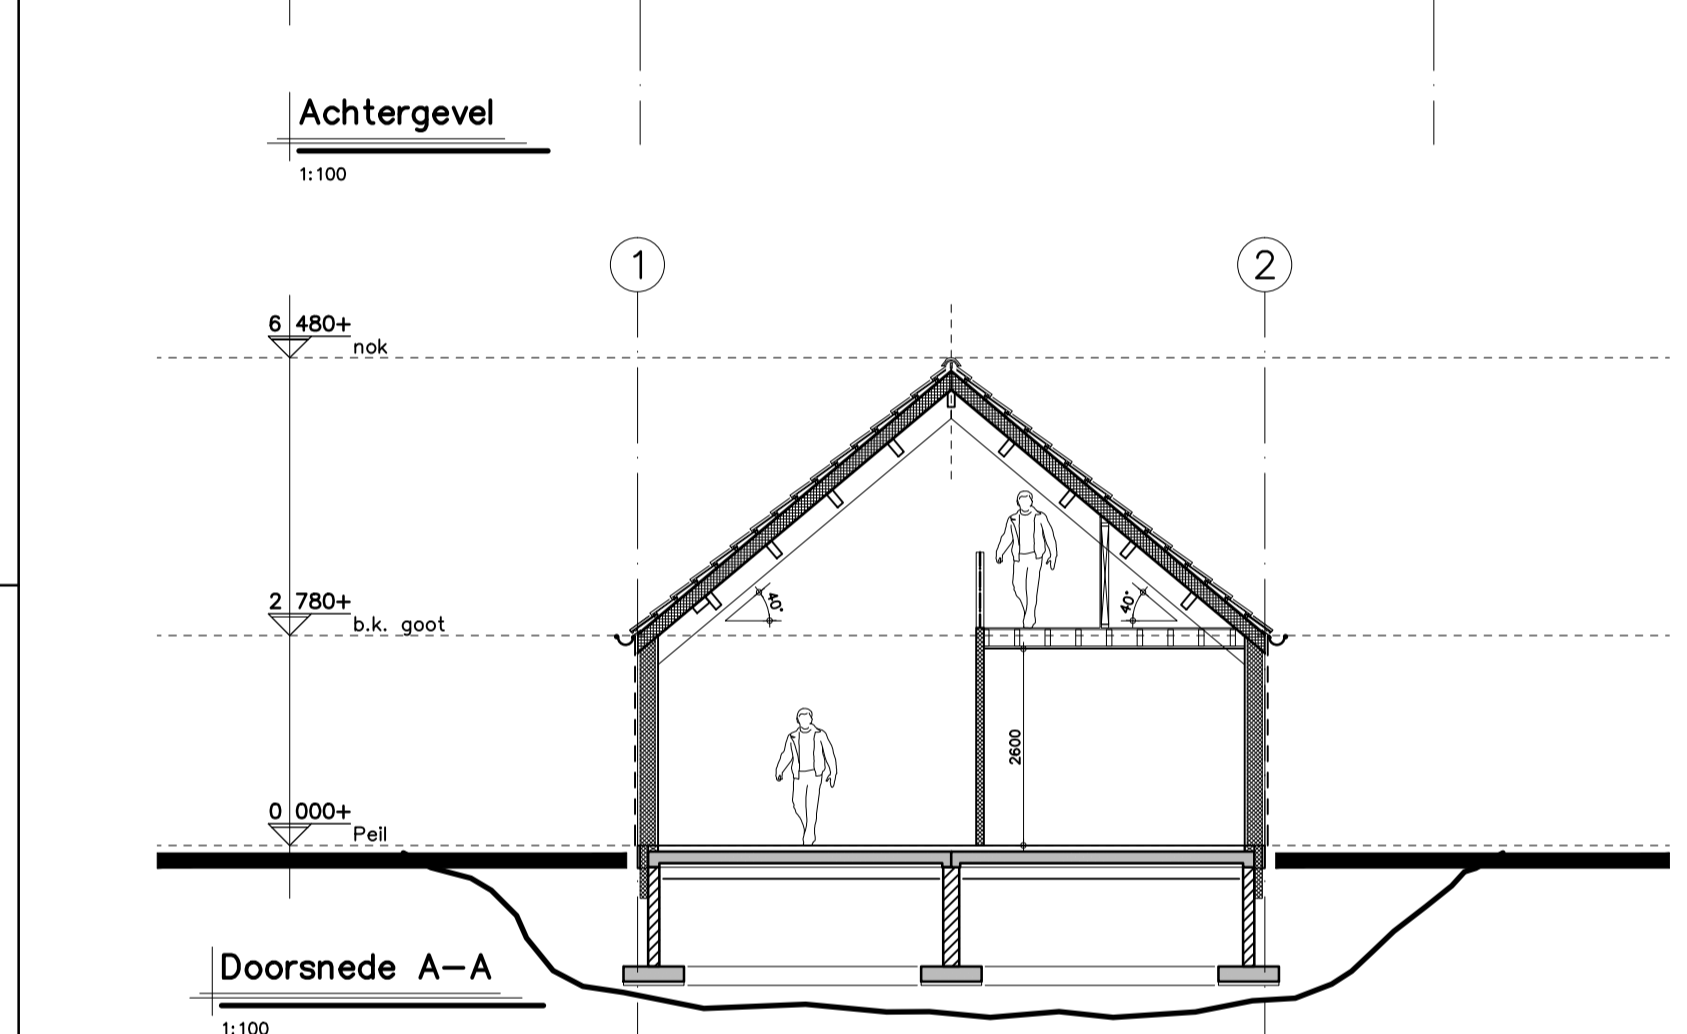 Achtergevel
1:100
1
2
6 480+
nok
2 780+
b.k. goot
40°
40°
2600
0 000+
Peil
Doorsnede A-A
1:100